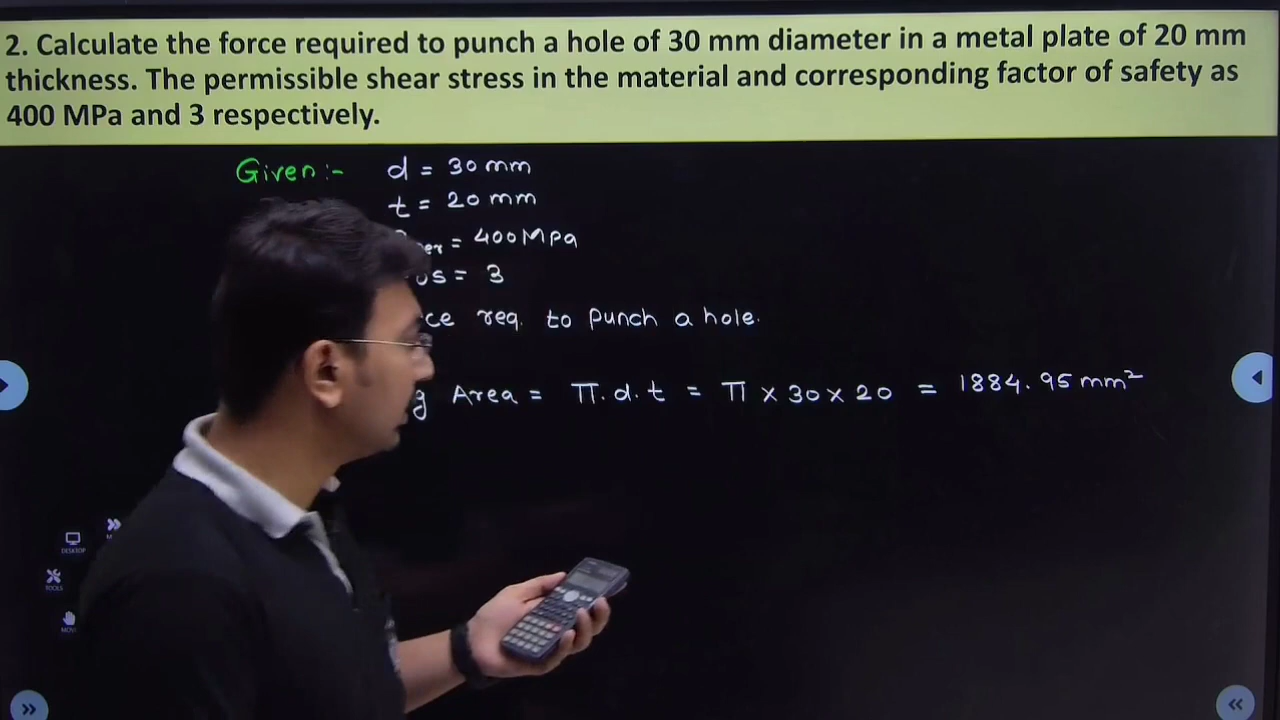 2. Calculate the force required to punch a hole of 30 mm diameter in a metal plate of 20 mm
thickness. The permissible shear stress in the material and corresponding factor of safety as
400 MPa and 3 respectively.
Given :- d = 30 mm
t = 20 mm
= 400 MPa
= 3
req. to punch a hole.
Area = π.d.t = π × 30 × 20 = 1884.95 mm²
DESKTOP
TOOLS